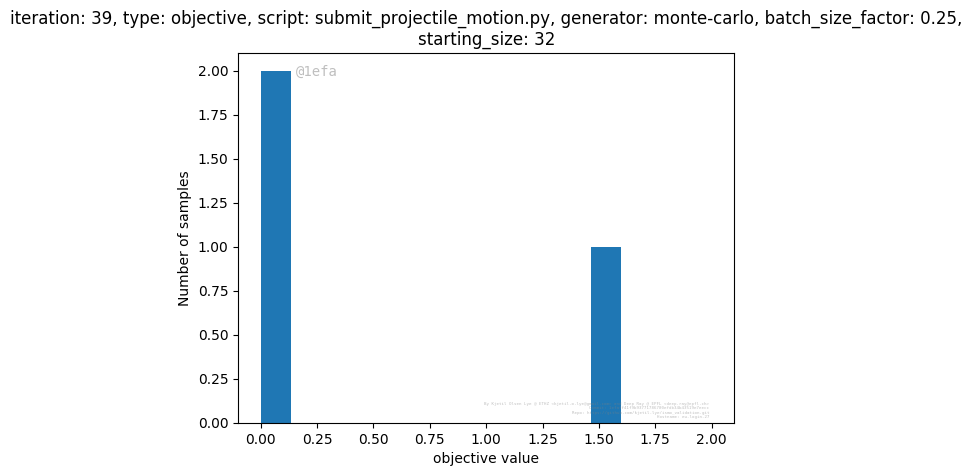 iteration: 39, type: objective, script: submit_projectile_motion.py, generator: monte-carlo, batch_size_factor: 0.25,
starting_size: 32
2.00
@1efa
1.75
1.50
1.25
1.00
0.75
0.50
0.25
0.00
Number of samples
0.00 0.25 0.50 0.75 1.00 1.25 1.50 1.75 2.00
objective value